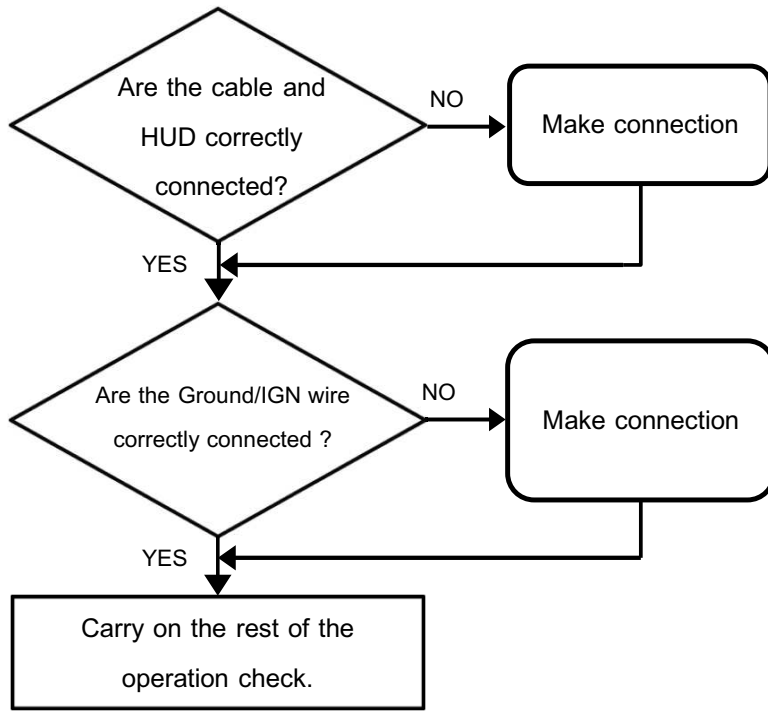 Are the cable and
HUD correctly
connected?
NO
Make connection
YES
Are the Ground/IGN wire
correctly connected ?
NO
Make connection
YES
Carry on the rest of the
operation check.